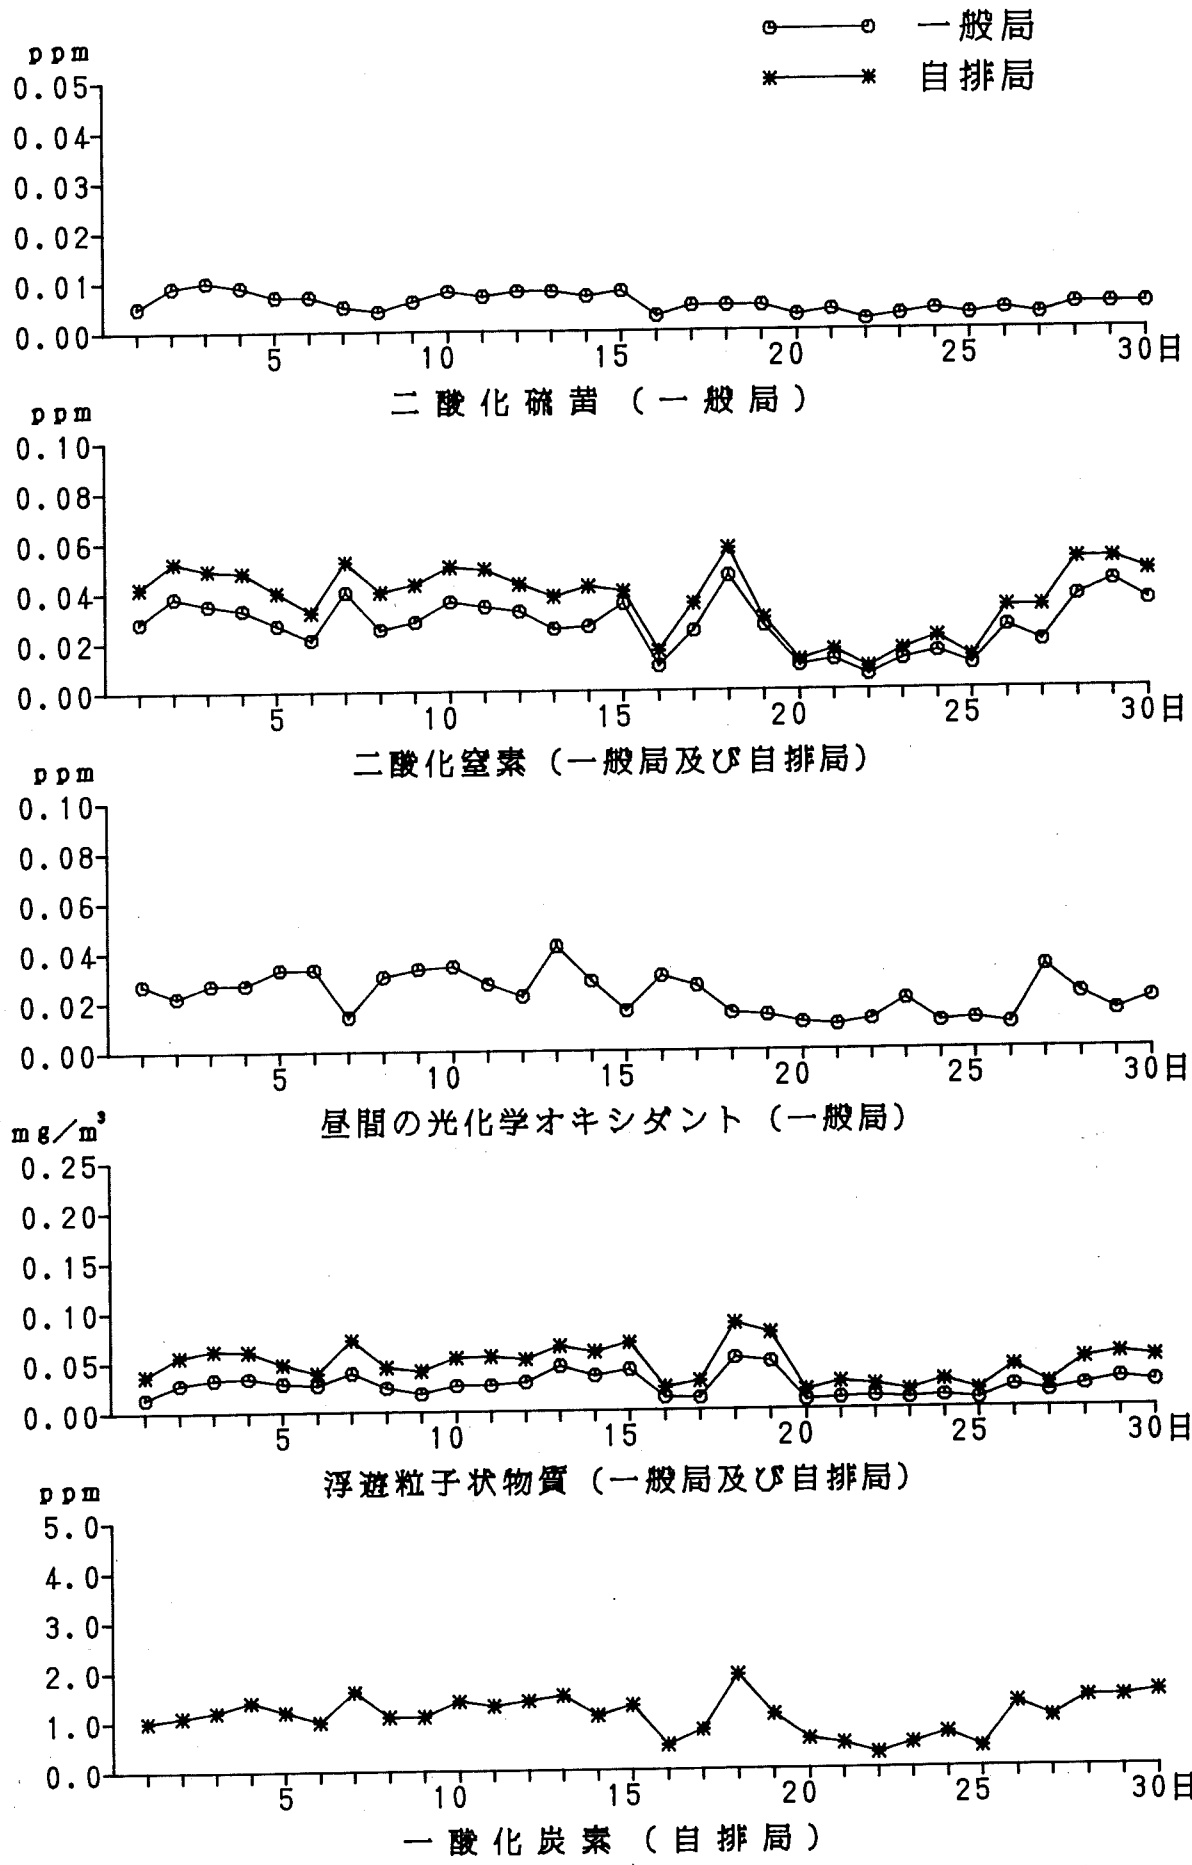 一般局
自排局
ppm
0.05
0.04
0.03
0.02
0.01
0.00
5 10 15 20 25 30日
二酸化硫黄（一般局）
ppm
0.10
0.08
0.06
0.04
0.02
0.00
5 10 15 20 25 30日
二酸化窒素（一般局及び自排局）
ppm
0.10
0.08
0.06
0.04
0.02
0.00
5 10 15 20 25 30日
昼間の光化学オキシダント（一般局）
mg/m³
0.25
0.20
0.15
0.10
0.05
0.00
5 10 15 20 25 30日
浮遊粒子状物質（一般局及び自排局）
ppm
5.0
4.0
3.0
2.0
1.0
0.0
5 10 15 20 25 30日
一酸化炭素（自排局）